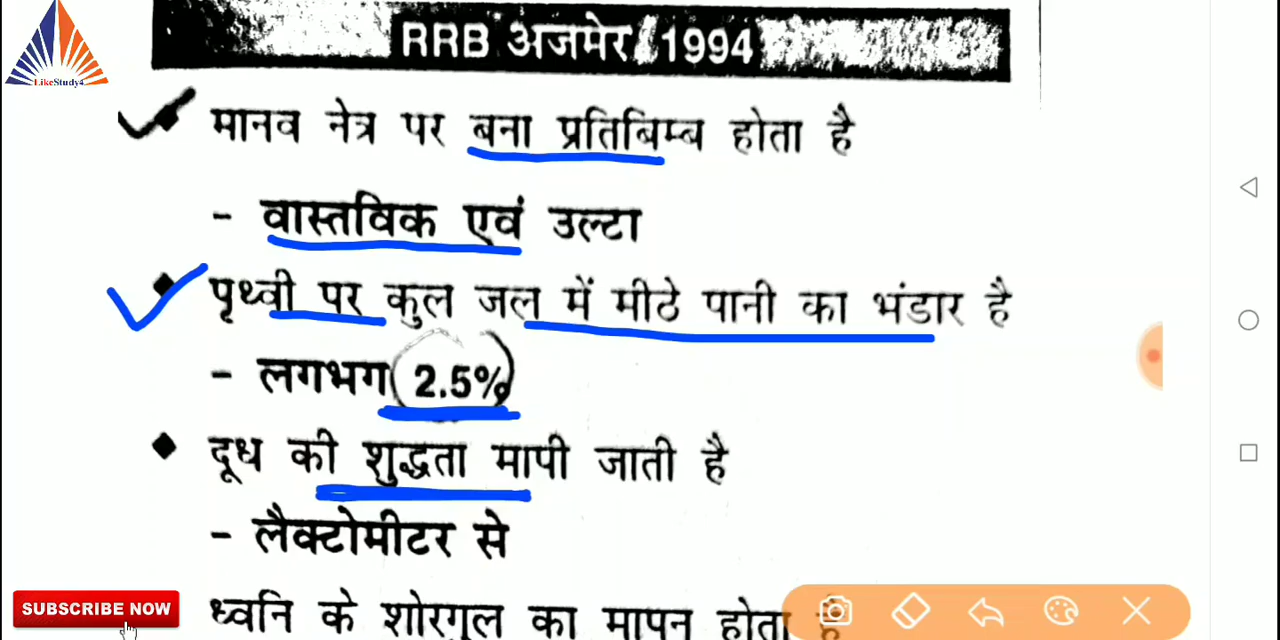 RRB अजमेर 1994
LikeStudy4
मानव नेत्र पर बना प्रतिबिम्ब होता है
- वास्तविक एवं उल्टा
पृथ्वी पर कुल जल में मीठे पानी का भंडार है
- लगभग 2.5%
दूध की शुद्धता मापी जाती है
- लैक्टोमीटर से
ध्वनि के शोरगुल का मापन होता है
SUBSCRIBE NOW